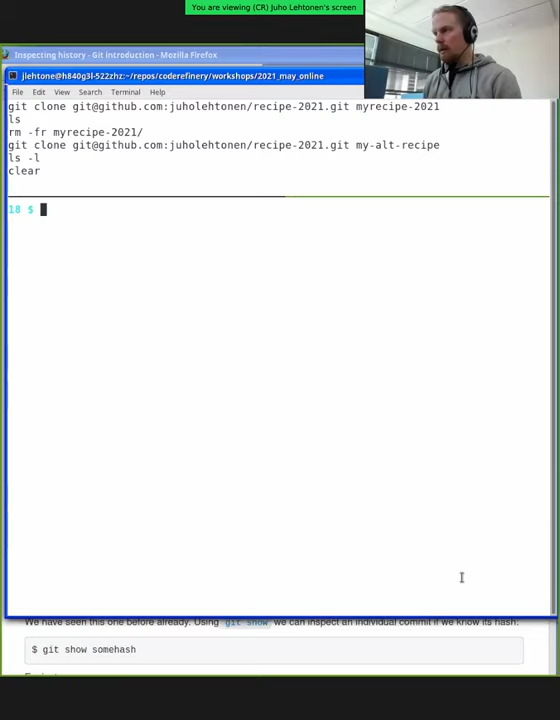 You are viewing (CR) Juho Lehtonen's screen
Inspecting history - Git introduction - Mozilla Firefox
jlehtone@h840g3l-522zhz:~/repos/coderefinery/workshops/2021_may_online
File Edit View Search Terminal Help
git clone git@github.com:juholehtonen/recipe-2021.git myrecipe-2021
ls
rm -fr myrecipe-2021/
git clone git@github.com:juholehtonen/recipe-2021.git my-alt-recipe
ls -l
clear
18 $
We have seen this one before already. Using git show we can inspect an individual commit if we know its hash:
$ git show somehash